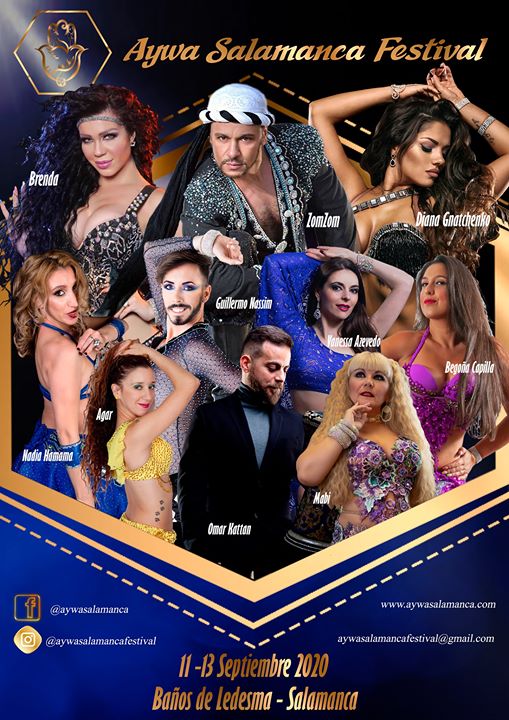 Aywa Salamanca Festival
Brenda
ZomZom
Diana Gnatchenko
Guillermo Nassim
Vanessa Azevedo
Begoña Capilla
Nadia Hamama
Agar
Omar Kattan
Mabi
@aywasalamanca
www.aywasalamanca.com
@aywasalamancafestival
aywasalamancafestival@gmail.com
11 -13 Septiembre 2020
Baños de Ledesma - Salamanca